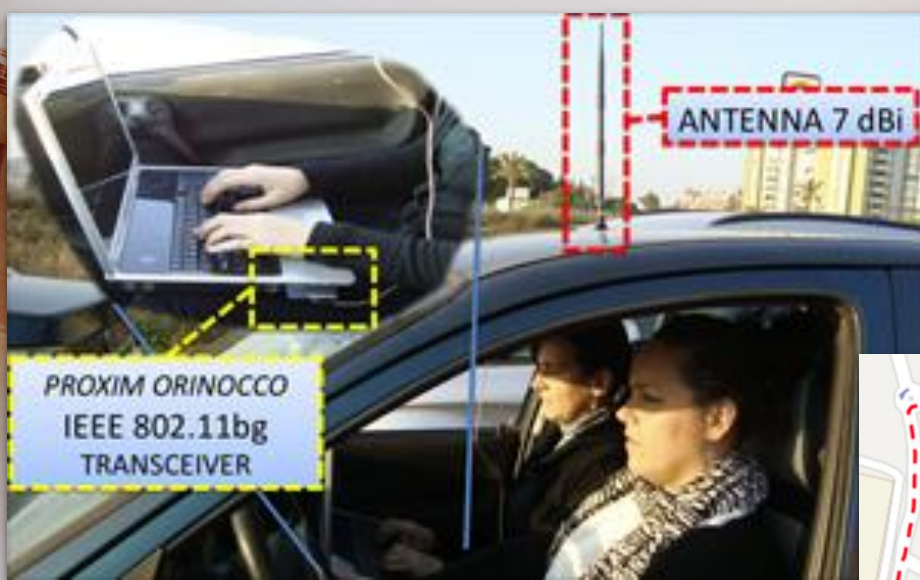 ANTENNA 7 dBi
PROXIM ORINOCCO
IEEE 802.11bg
TRANSCEIVER